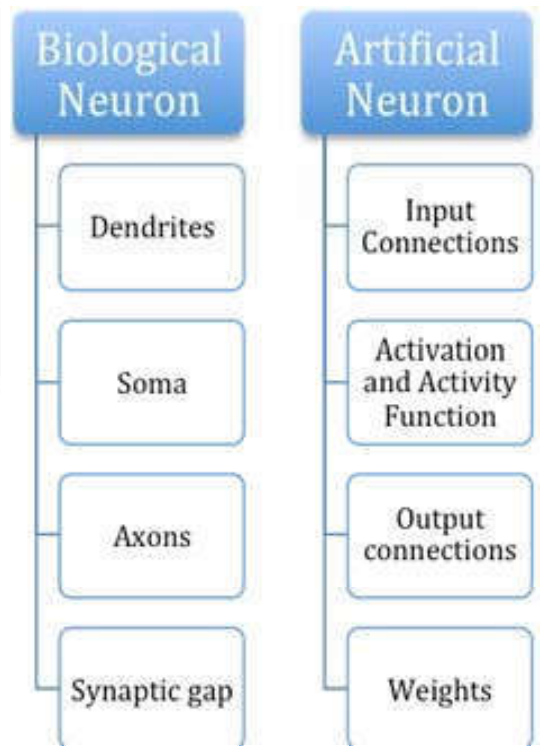 Biological
Neuron
Dendrites
Soma
Axons
Synaptic gap
Artificial
Neuron
Input
Connections
Activation
and Activity
Function
Output
connections
Weights